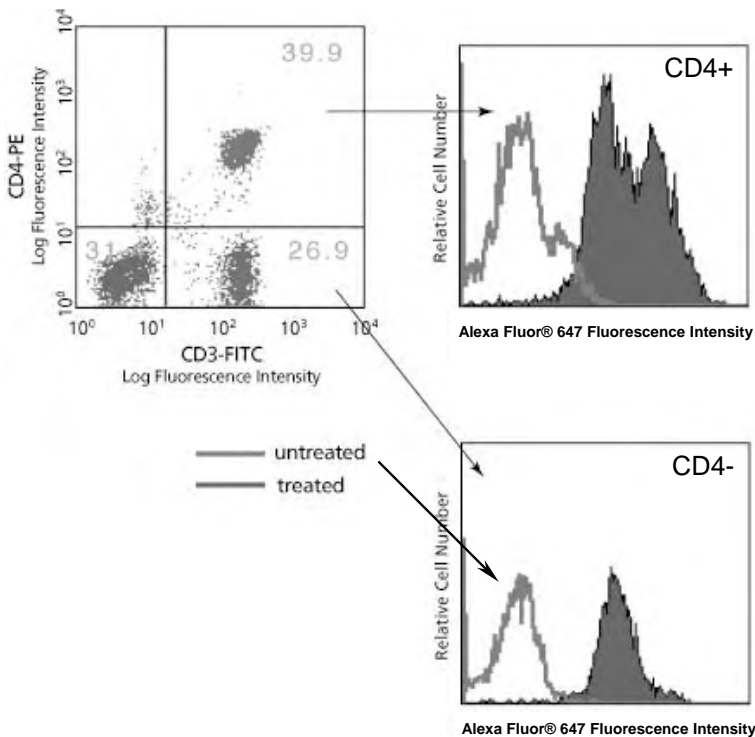 10⁴
39.9
10³
CD4-PE
Log Fluorescence Intensity
10²
10¹
31
26.9
10⁰
10⁰ 10¹ 10² 10³ 10⁴
CD3-FITC
Log Fluorescence Intensity
CD4+
Relative Cell Number
Alexa Fluor® 647 Fluorescence Intensity
untreated
treated
CD4-
Relative Cell Number
Alexa Fluor® 647 Fluorescence Intensity